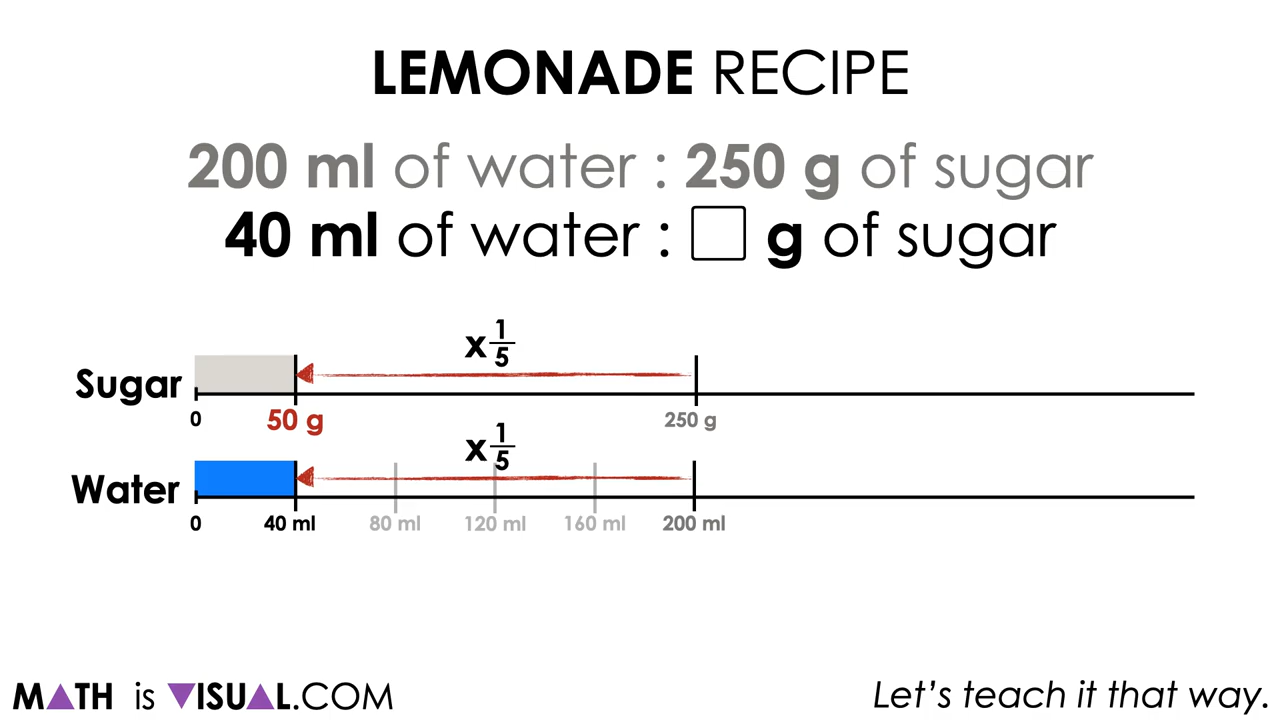 LEMONADE RECIPE
200 ml of water : 250 g of sugar
40 ml of water : □ g of sugar
x 1/5
Sugar
0 50 g 250 g
x 1/5
Water
0 40 ml 80 ml 120 ml 160 ml 200 ml
MATH is VISUAL.COM Let's teach it that way.